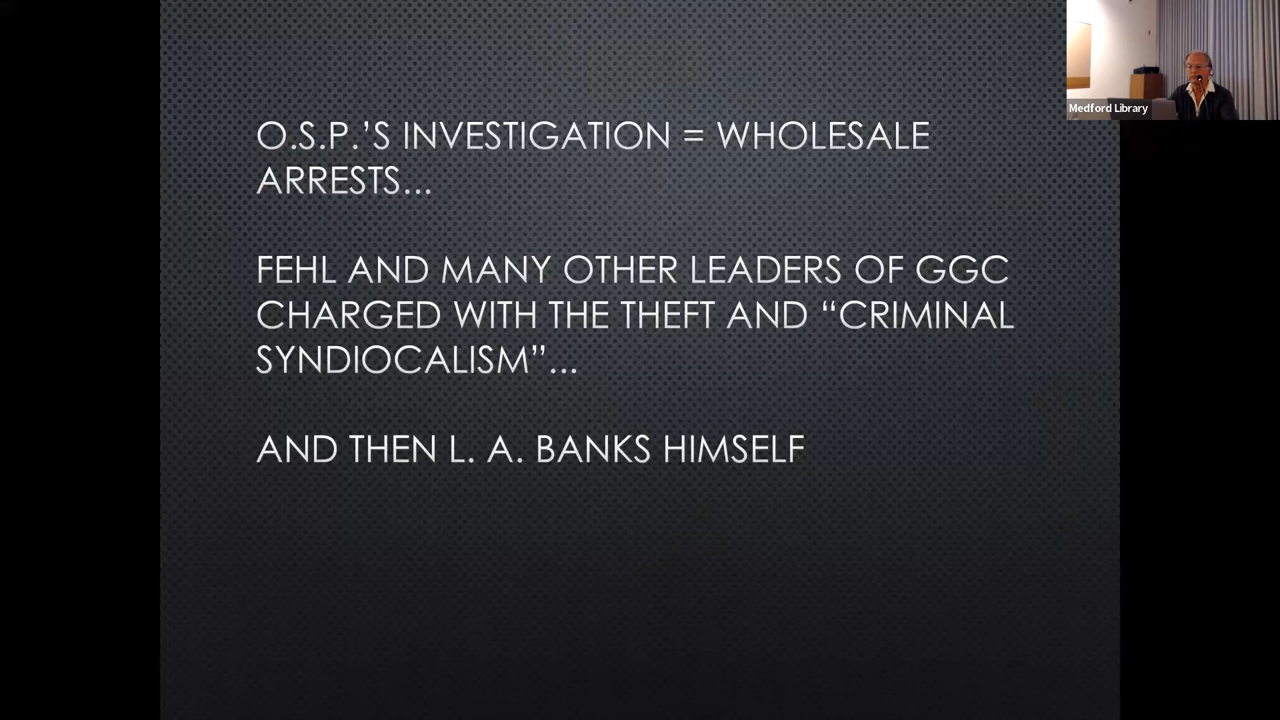 O.S.P.'S INVESTIGATION = WHOLESALE
ARRESTS...
FEHL AND MANY OTHER LEADERS OF GGC
CHARGED WITH THE THEFT AND “CRIMINAL
SYNDIOCALISM”...
AND THEN L. A. BANKS HIMSELF
Medford Library